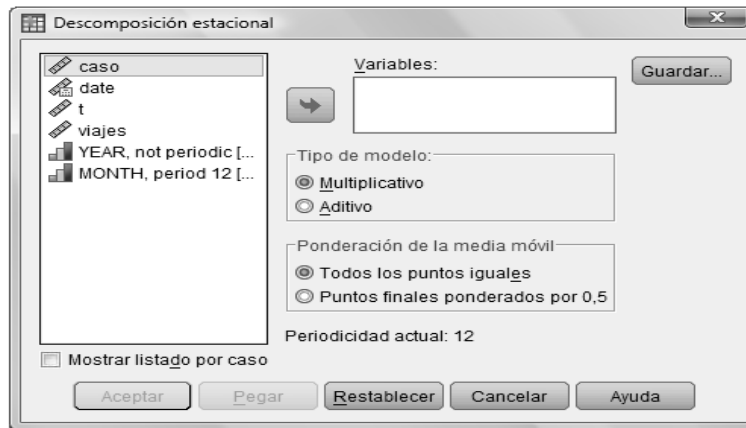 Descomposición estacional
caso
date
t
viajes
YEAR, not periodic [...
MONTH, period 12 [...
Mostrar listado por caso
Variables:
Guardar...
Tipo de modelo:
Multiplicativo
Aditivo
Ponderación de la media móvil
Todos los puntos iguales
Puntos finales ponderados por 0,5
Periodicidad actual: 12
Aceptar
Pegar
Restablecer
Cancelar
Ayuda